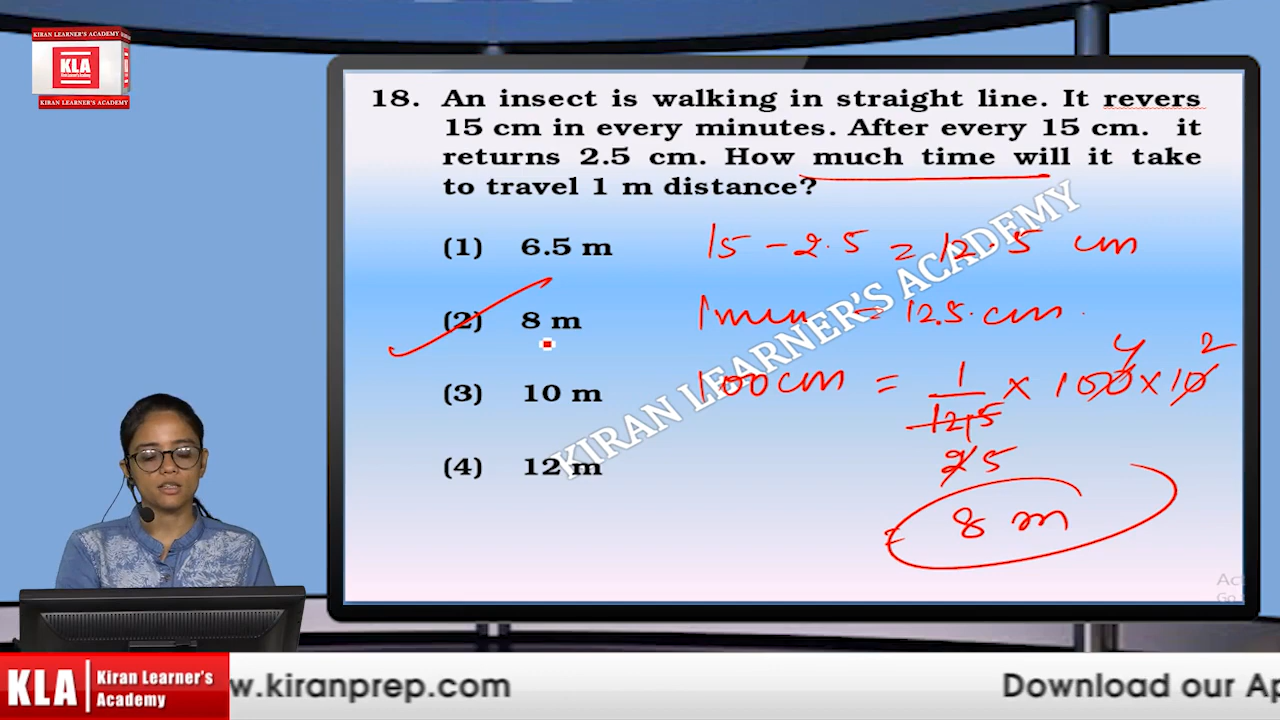 KIRAN LEARNER'S ACADEMY
KLA
KIRAN LEARNER'S ACADEMY
18. An insect is walking in straight line. It revers
15 cm in every minutes. After every 15 cm. it
returns 2.5 cm. How much time will it take
to travel 1 m distance?
(1) 6.5 m
15 - 2.5 = 12.5 cm
(2) 8 m
1 min = 12.5 cm.
(3) 10 m
100 cm = 1/12.5 × 100 × 10
4 2
25
(4) 12 m
= 8 m
KIRAN LEARNER'S ACADEMY
KLA Kiran Learner's
Academy
w.kiranprep.com Download our Ap